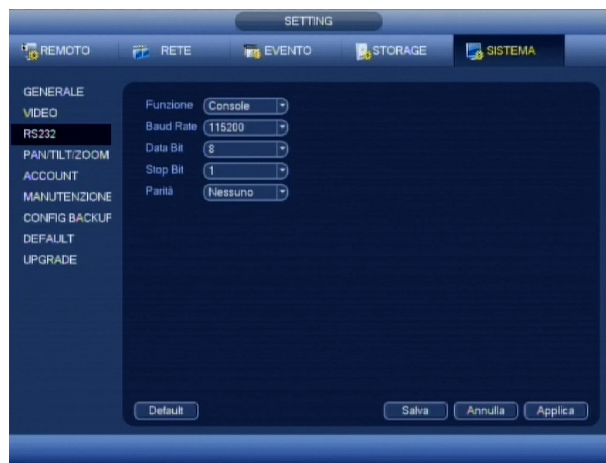 SETTING
REMOTO RETE EVENTO STORAGE SISTEMA
GENERALE
VIDEO
RS232
PAN/TILT/ZOOM
ACCOUNT
MANUTENZIONE
CONFIG BACKUP
DEFAULT
UPGRADE
Funzione Console
Baud Rate 115200
Data Bit 8
Stop Bit 1
Parità Nessuno
Default Salva Annulla Applica